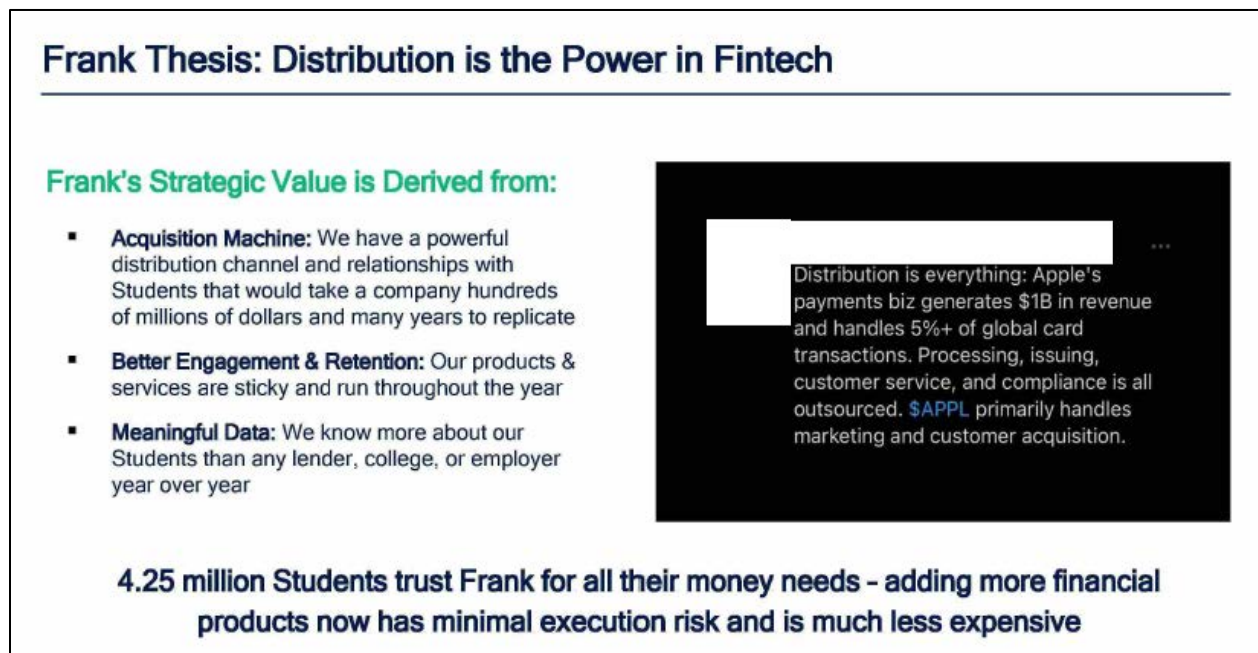 Frank Thesis: Distribution is the Power in Fintech
Frank's Strategic Value is Derived from:
▪ Acquisition Machine: We have a powerful
distribution channel and relationships with
Students that would take a company hundreds
of millions of dollars and many years to replicate
▪ Better Engagement & Retention: Our products &
services are sticky and run throughout the year
▪ Meaningful Data: We know more about our
Students than any lender, college, or employer
year over year
...
Distribution is everything: Apple's
payments biz generates $1B in revenue
and handles 5%+ of global card
transactions. Processing, issuing,
customer service, and compliance is all
outsourced. $APPL primarily handles
marketing and customer acquisition.
4.25 million Students trust Frank for all their money needs - adding more financial
products now has minimal execution risk and is much less expensive